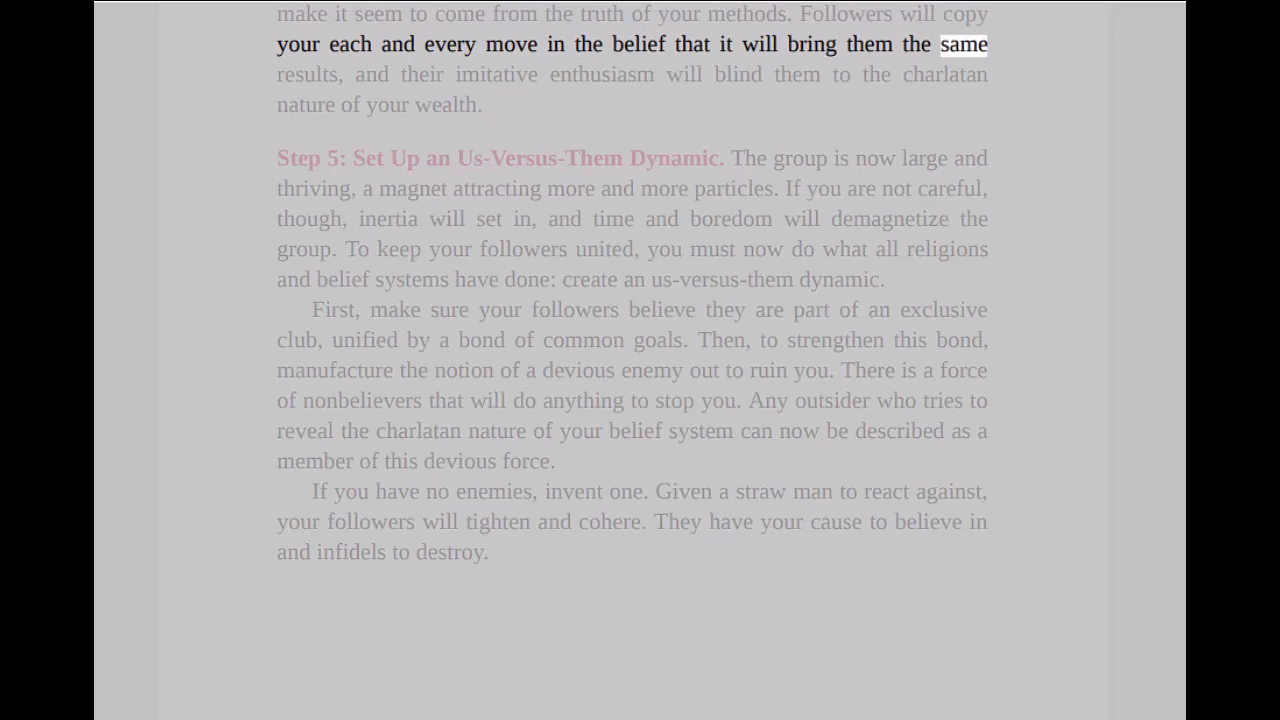 make it seem to come from the truth of your methods. Followers will copy
your each and every move in the belief that it will bring them the same
results, and their imitative enthusiasm will blind them to the charlatan
nature of your wealth.
Step 5: Set Up an Us-Versus-Them Dynamic. The group is now large and
thriving, a magnet attracting more and more particles. If you are not careful,
though, inertia will set in, and time and boredom will demagnetize the
group. To keep your followers united, you must now do what all religions
and belief systems have done: create an us-versus-them dynamic.
First, make sure your followers believe they are part of an exclusive
club, unified by a bond of common goals. Then, to strengthen this bond,
manufacture the notion of a devious enemy out to ruin you. There is a force
of nonbelievers that will do anything to stop you. Any outsider who tries to
reveal the charlatan nature of your belief system can now be described as a
member of this devious force.
If you have no enemies, invent one. Given a straw man to react against,
your followers will tighten and cohere. They have your cause to believe in
and infidels to destroy.